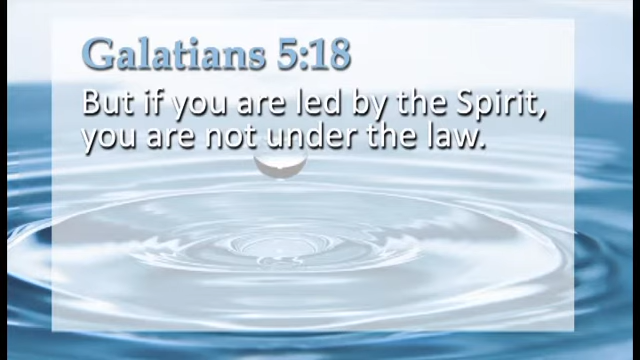 Galatians 5:18
But if you are led by the Spirit,
you are not under the law.